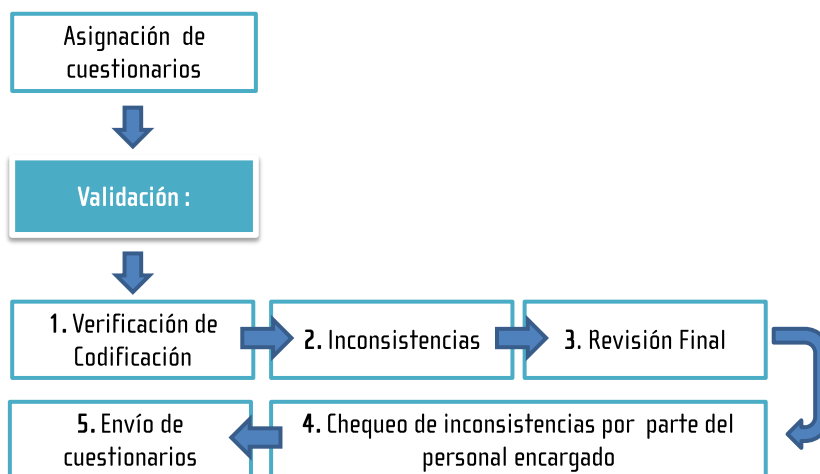 Asignación de
cuestionarios
Validación :
1. Verificación de
Codificación
2. Inconsistencias
3. Revisión Final
4. Chequeo de inconsistencias por parte del
personal encargado
5. Envío de
cuestionarios